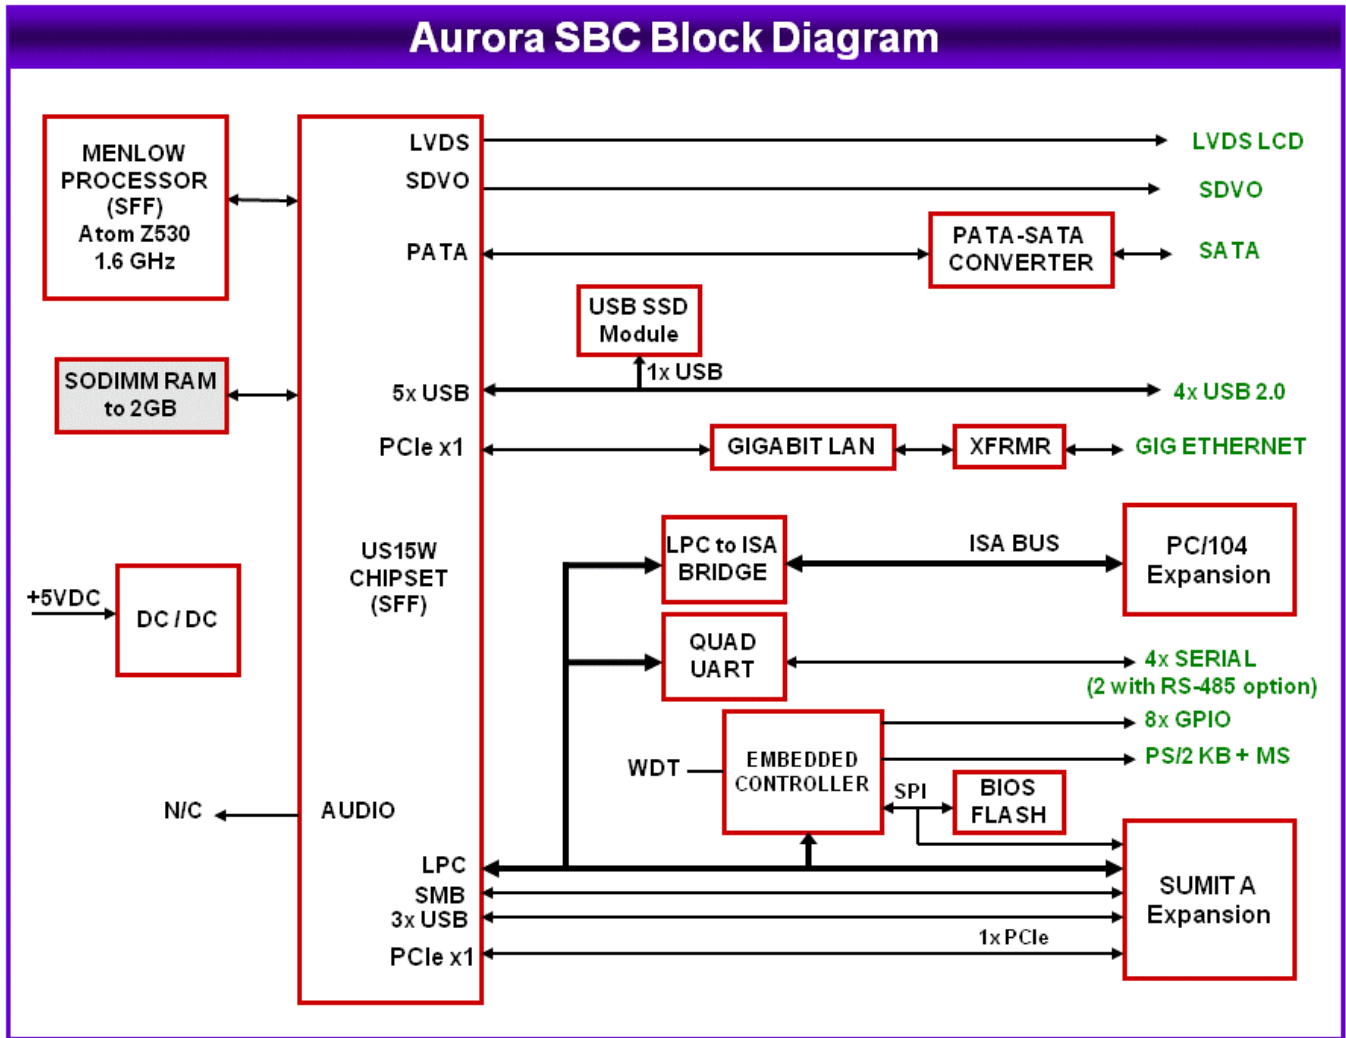 Aurora SBC Block Diagram
MENLOW
PROCESSOR
(SFF)
Atom Z530
1.6 GHz
SODIMM RAM
to 2GB
+5VDC
DC / DC
N/C
LVDS
SDVO
PATA
5x USB
PCIe x1
US15W
CHIPSET
(SFF)
AUDIO
LPC
SMB
3x USB
PCIe x1
LVDS LCD
SDVO
PATA-SATA
CONVERTER
SATA
USB SSD
Module
1x USB
4x USB 2.0
GIGABIT LAN
XFRMR
GIG ETHERNET
LPC to ISA
BRIDGE
ISA BUS
PC/104
Expansion
QUAD
UART
4x SERIAL
(2 with RS-485 option)
8x GPIO
PS/2 KB + MS
WDT
EMBEDDED
CONTROLLER
SPI
BIOS
FLASH
SUMIT A
Expansion
1x PCIe